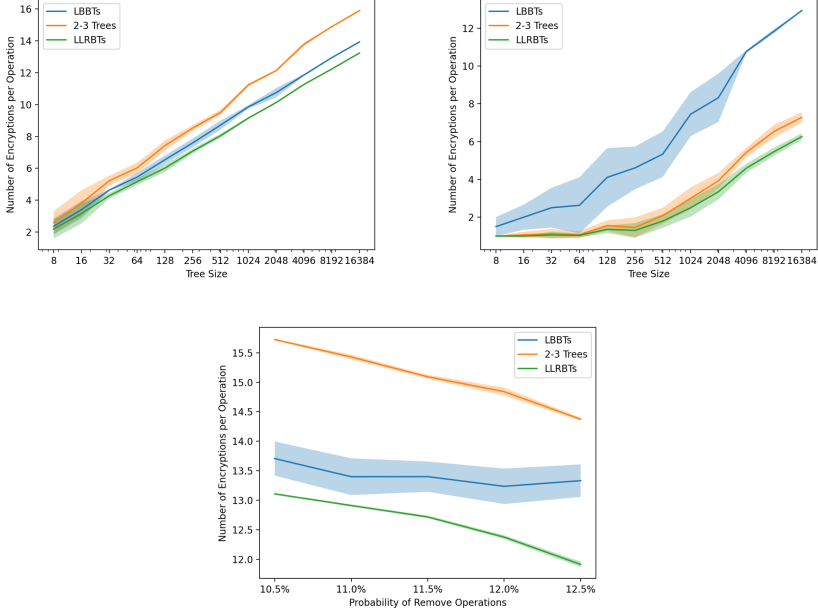 16
14
12
10
8
6
4
2
Number of Encryptions per Operation
LBBTs
2-3 Trees
LLRBTs
8 16 32 64 128 256 512 1024 2048 4096 8192 16384
Tree Size
12
10
8
6
4
2
Number of Encryptions per Operation
LBBTs
2-3 Trees
LLRBTs
8 16 32 64 128 256 512 1024 2048 4096 8192 16384
Tree Size
15.5
15.0
14.5
14.0
13.5
13.0
12.5
12.0
Number of Encryptions per Operation
LBBTs
2-3 Trees
LLRBTs
10.5% 11.0% 11.5% 12.0% 12.5%
Probability of Remove Operations